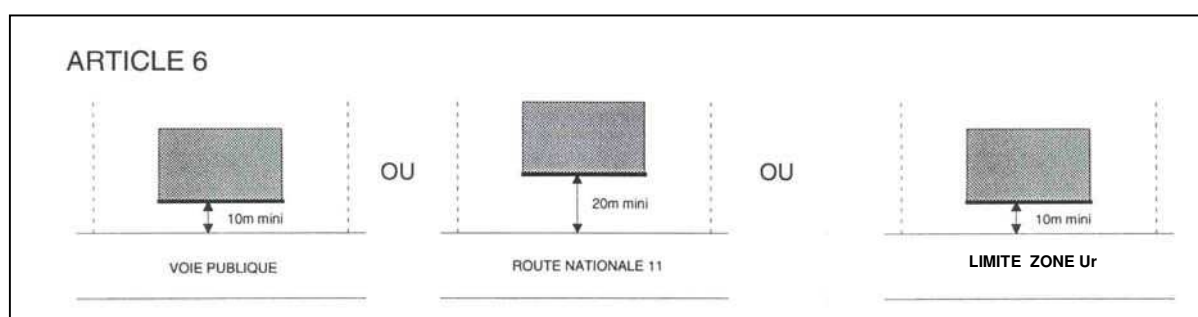 ARTICLE 6
OU
OU
10m mini
20m mini
10m mini
VOIE PUBLIQUE
ROUTE NATIONALE 11
LIMITE ZONE Ur